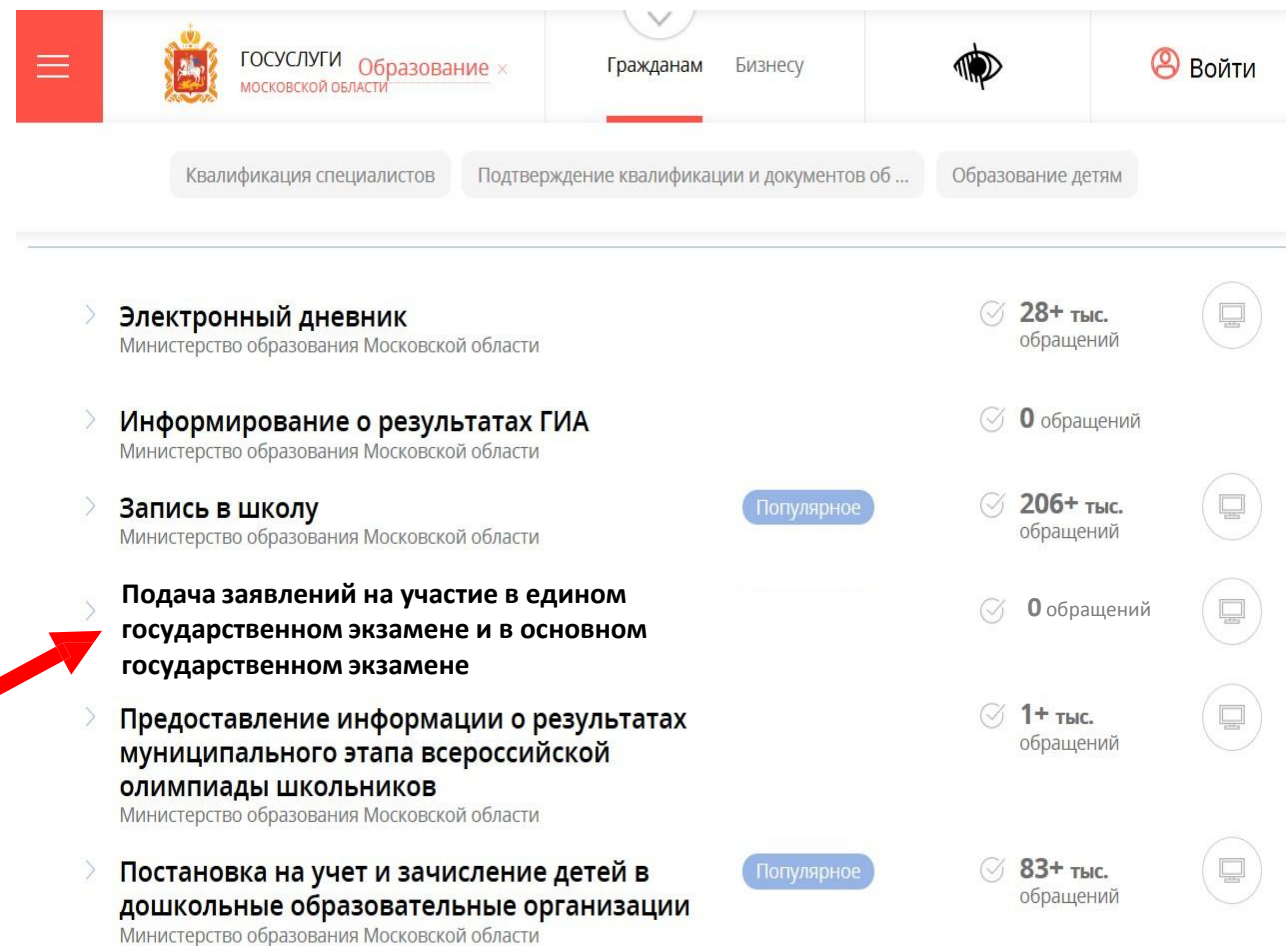 ГОСУСЛУГИ
МОСКОВСКОЙ ОБЛАСТИ
Образование ×
Гражданам
Бизнесу
Войти
Квалификация специалистов
Подтверждение квалификации и документов об ...
Образование детям
Электронный дневник
Министерство образования Московской области
28+ тыс.
обращений
Информирование о результатах ГИА
Министерство образования Московской области
0 обращений
Запись в школу
Министерство образования Московской области
Популярное
206+ тыс.
обращений
Подача заявлений на участие в едином
государственном экзамене и в основном
государственном экзамене
0 обращений
Предоставление информации о результатах
муниципального этапа всероссийской
олимпиады школьников
Министерство образования Московской области
1+ тыс.
обращений
Постановка на учет и зачисление детей в
дошкольные образовательные организации
Министерство образования Московской области
Популярное
83+ тыс.
обращений